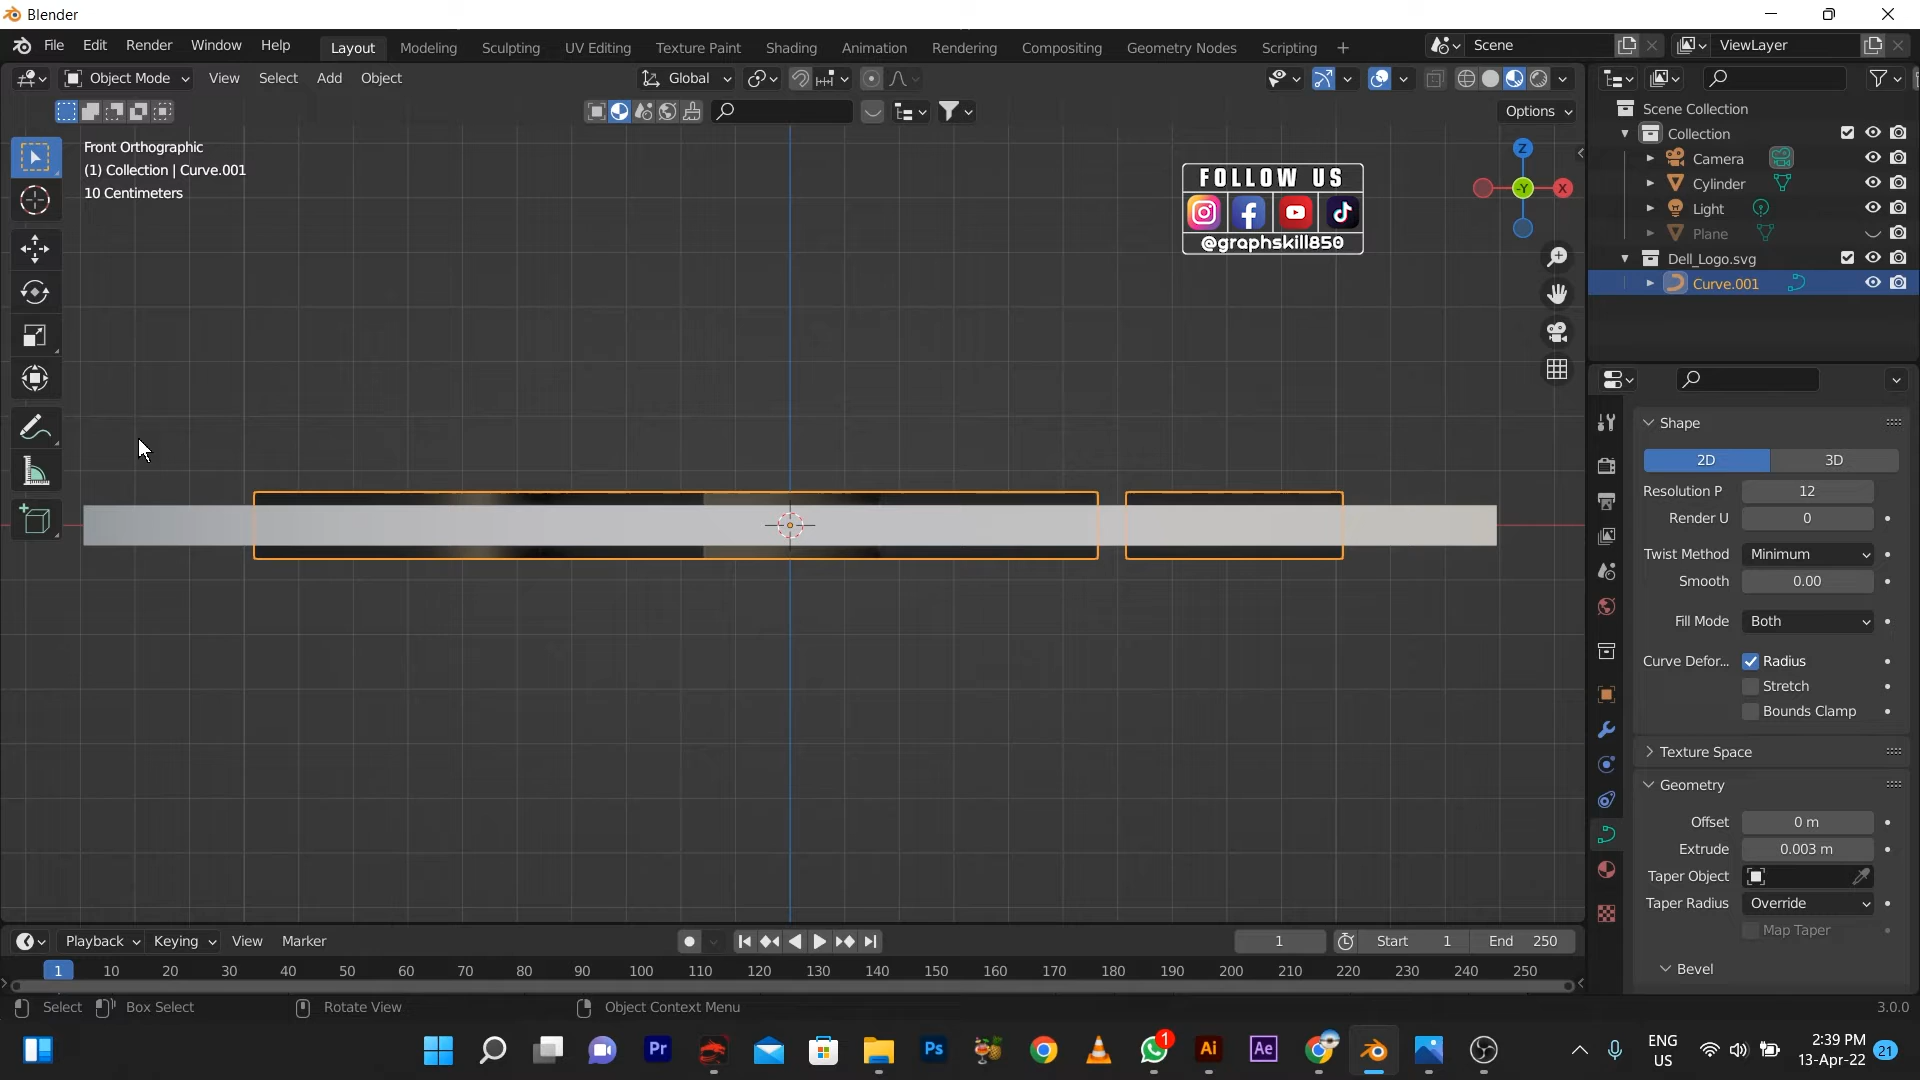 Blender
File Edit Render Window Help
Layout Modeling Sculpting UV Editing Texture Paint Shading Animation Rendering Compositing Geometry Nodes Scripting +
Scene
ViewLayer
Object Mode View Select Add Object
Global
Options
Front Orthographic
(1) Collection | Curve.001
10 Centimeters
FOLLOW US
@graphskill850
Z
-Y
X
Scene Collection
Collection
Camera
Cylinder
Light
Plane
Dell_Logo.svg
Curve.001
Shape
2D 3D
Resolution P 12
Render U 0
Twist Method Minimum
Smooth 0.00
Fill Mode Both
Curve Defor... Radius
Stretch
Bounds Clamp
Texture Space
Geometry
Offset 0 m
Extrude 0.003 m
Taper Object
Taper Radius Override
Map Taper
Bevel
Playback Keying View Marker
1
Start 1 End 250
1 10 20 30 40 50 60 70 80 90 100 110 120 130 140 150 160 170 180 190 200 210 220 230 240 250
Select Box Select Rotate View Object Context Menu
3.0.0
Pr
Ps
1
Ai
Ae
ENG
US
2:39 PM
13-Apr-22
21